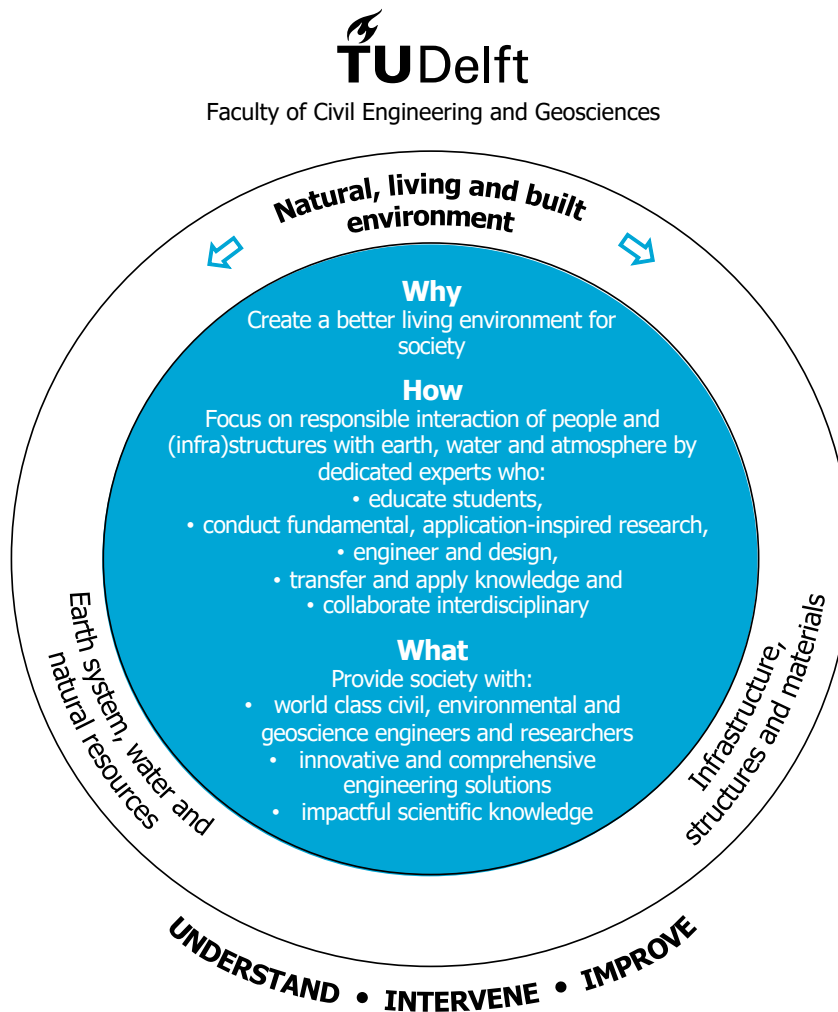 TUDelft
Faculty of Civil Engineering and Geosciences
Natural, living and built
environment
Why
Create a better living environment for
society
How
Focus on responsible interaction of people and
(infra)structures with earth, water and atmosphere by
dedicated experts who:
• educate students,
• conduct fundamental, application-inspired research,
• engineer and design,
• transfer and apply knowledge and
• collaborate interdisciplinary
What
Provide society with:
• world class civil, environmental and
geoscience engineers and researchers
• innovative and comprehensive
engineering solutions
• impactful scientific knowledge
Earth system, water and
natural resources
Infrastructure,
structures and materials
UNDERSTAND • INTERVENE • IMPROVE